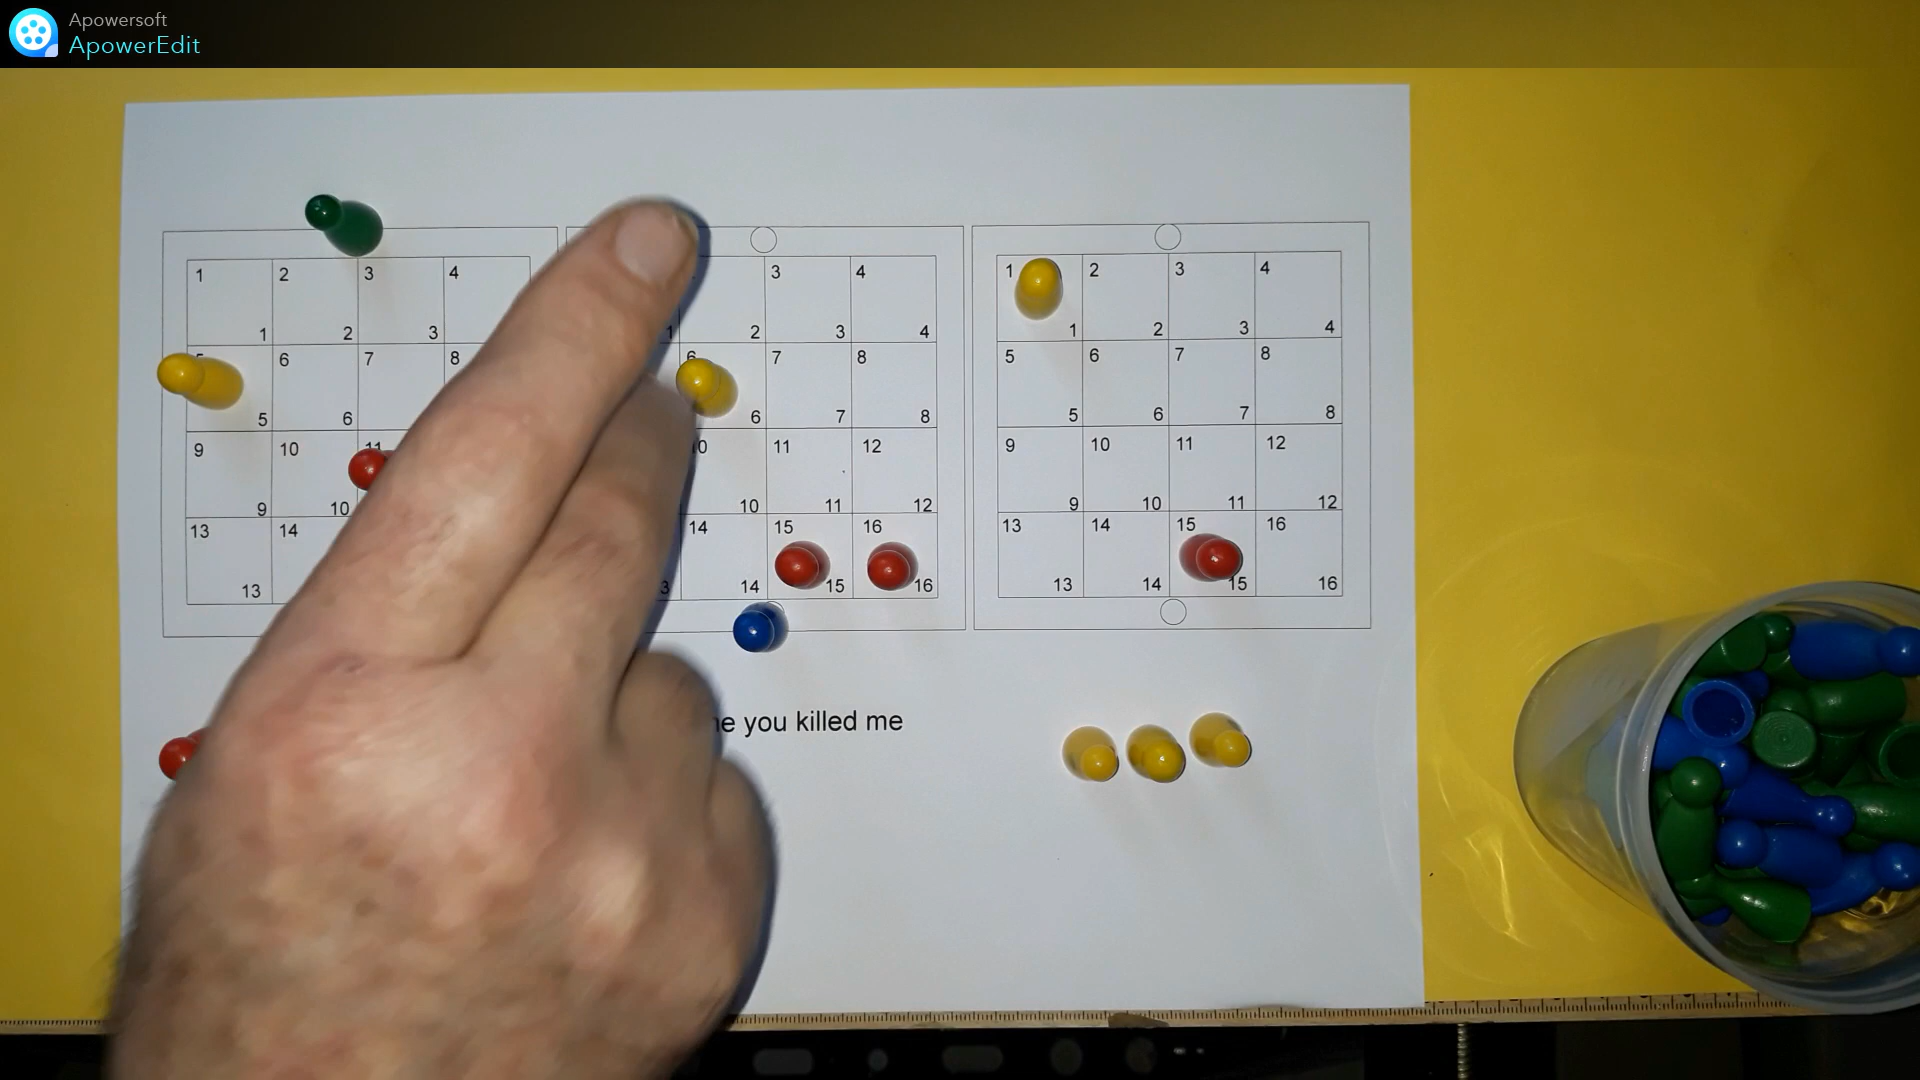 Apowersoft
ApowerEdit
1 2 3 4 3 4 1 2 3 4
1 2 3 1 2 3 4 1 2 3 4
6 7 8 6 7 8 5 6 7 8
5 6 6 7 8 5 6 7 8
9 10 11 11 12 9 10 11 12
9 10 10 11 12 9 10 11 12
13 14 14 15 16 13 14 15 16
13 14 15 16 13 14 15 16
you killed me